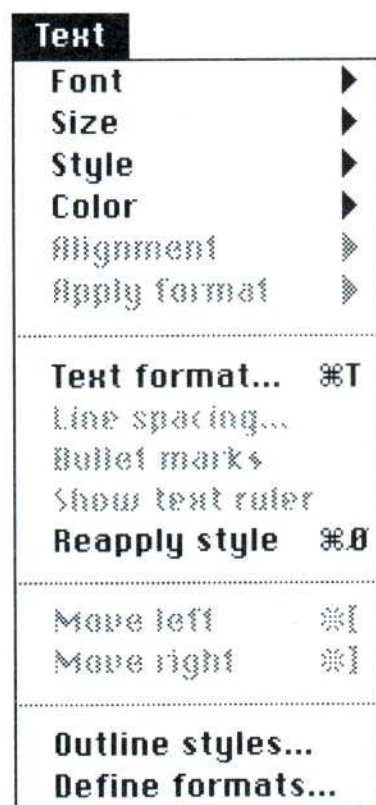 Text
Font
Size
Style
Color
Alignment
Apply format
Text format... ⌘T
Line spacing...
Bullet marks
Show text ruler
Reapply style ⌘0
Move left ⌘[
Move right ⌘]
Outline styles...
Define formats...